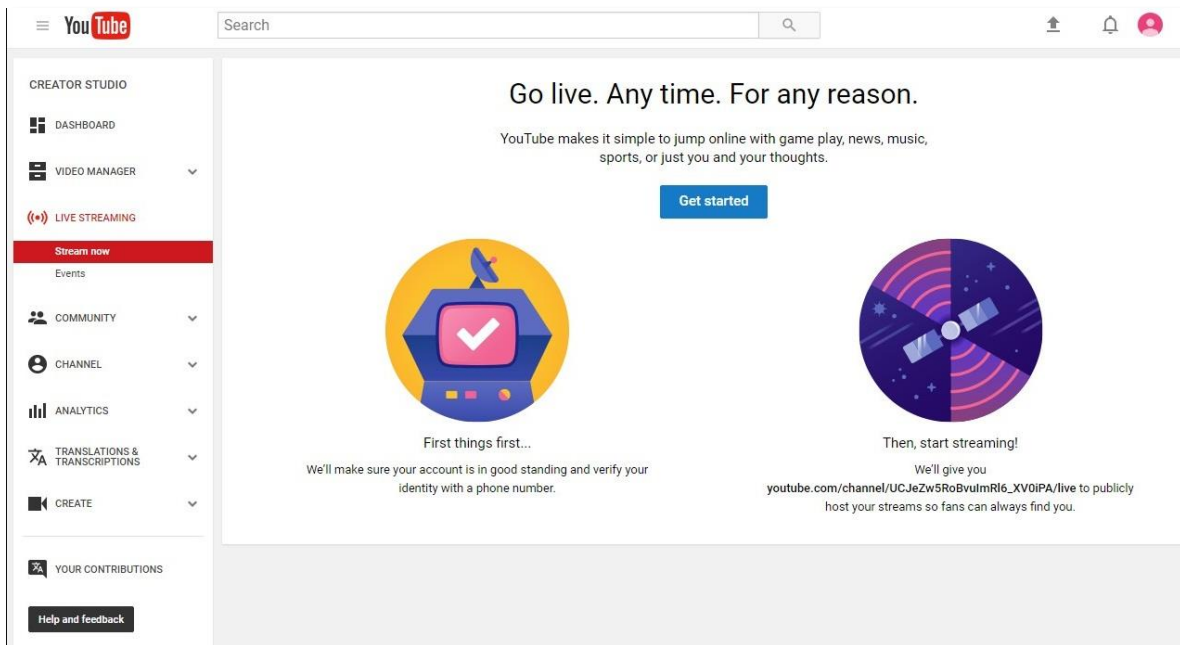 YouTube
Search
CREATOR STUDIO
DASHBOARD
VIDEO MANAGER
LIVE STREAMING
Stream now
Events
COMMUNITY
CHANNEL
ANALYTICS
TRANSLATIONS &
TRANSCRIPTIONS
CREATE
YOUR CONTRIBUTIONS
Help and feedback
Go live. Any time. For any reason.
YouTube makes it simple to jump online with game play, news, music,
sports, or just you and your thoughts.
Get started
First things first...
We'll make sure your account is in good standing and verify your
identity with a phone number.
Then, start streaming!
We'll give you
youtube.com/channel/UCJeZw5RoBvuImRl6_XV0iPA/live to publicly
host your streams so fans can always find you.